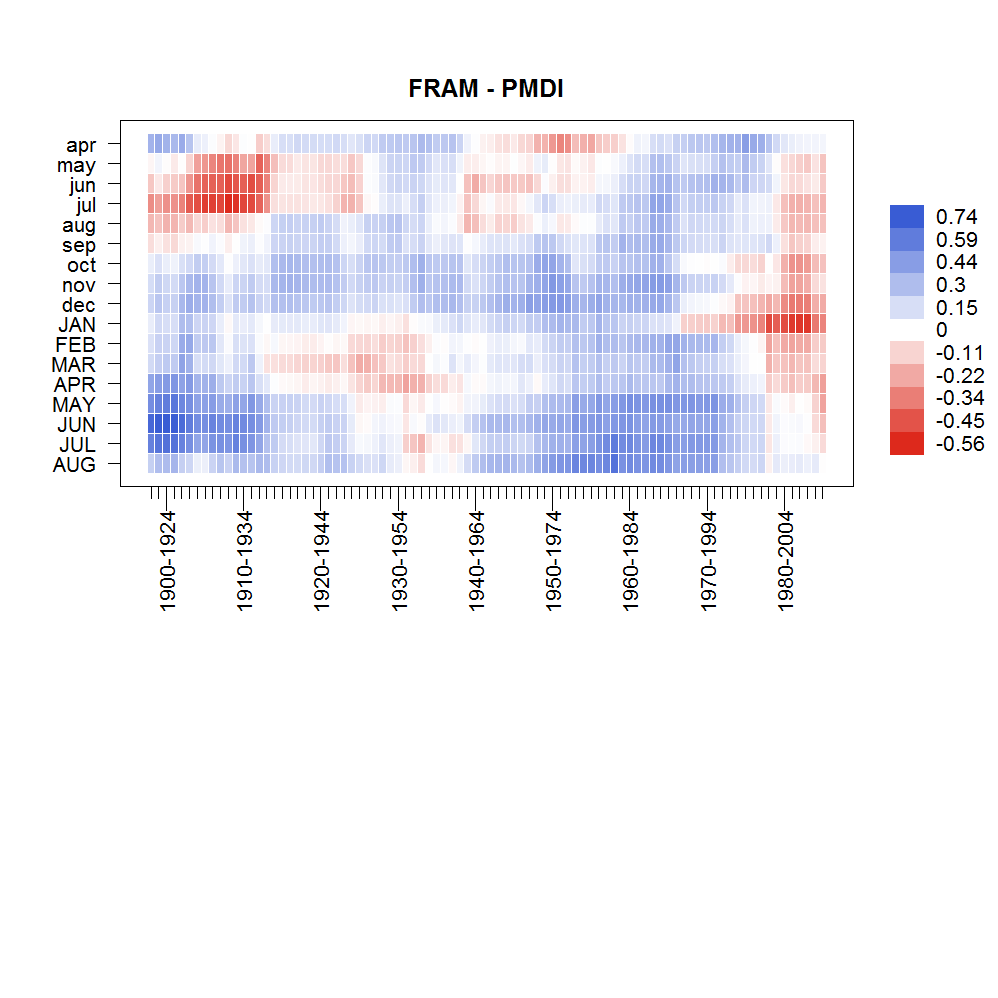 FRAM - PMDI
apr
may
jun
jul
aug
sep
oct
nov
dec
JAN
FEB
MAR
APR
MAY
JUN
JUL
AUG
1900-1924
1910-1934
1920-1944
1930-1954
1940-1964
1950-1974
1960-1984
1970-1994
1980-2004
0.74
0.59
0.44
0.3
0.15
0
-0.11
-0.22
-0.34
-0.45
-0.56